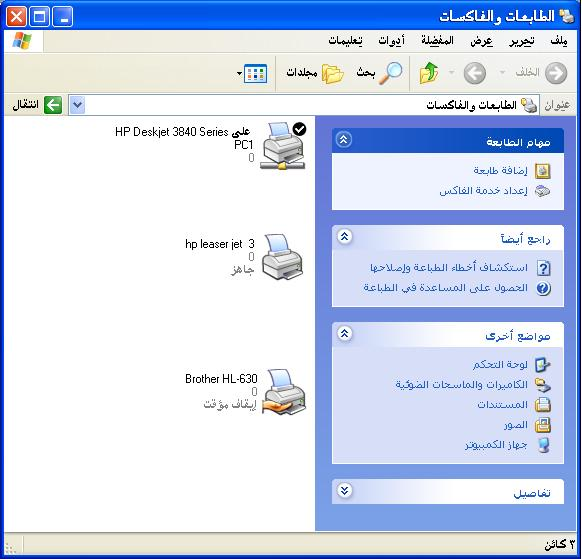 الطابعات والفاكسات
ملف تحرير عرض المفضلة أدوات تعليمات
الخلف بحث مجلدات
عنوان الطابعات والفاكسات انتقال
مهام الطابعة
إضافة طابعة
إعداد خدمة الفاكس
راجع أيضاً
استكشاف أخطاء الطباعة وإصلاحها
الحصول على المساعدة في الطباعة
مواضع أخرى
لوحة التحكم
الكاميرات والماسحات الضوئية
المستندات
الصور
جهاز الكمبيوتر
تفاصيل
HP Deskjet 3840 Series على
PC1
0
hp leaser jet 3
0
جاهز
Brother HL-630
0
إيقاف مؤقت
٣ كائن